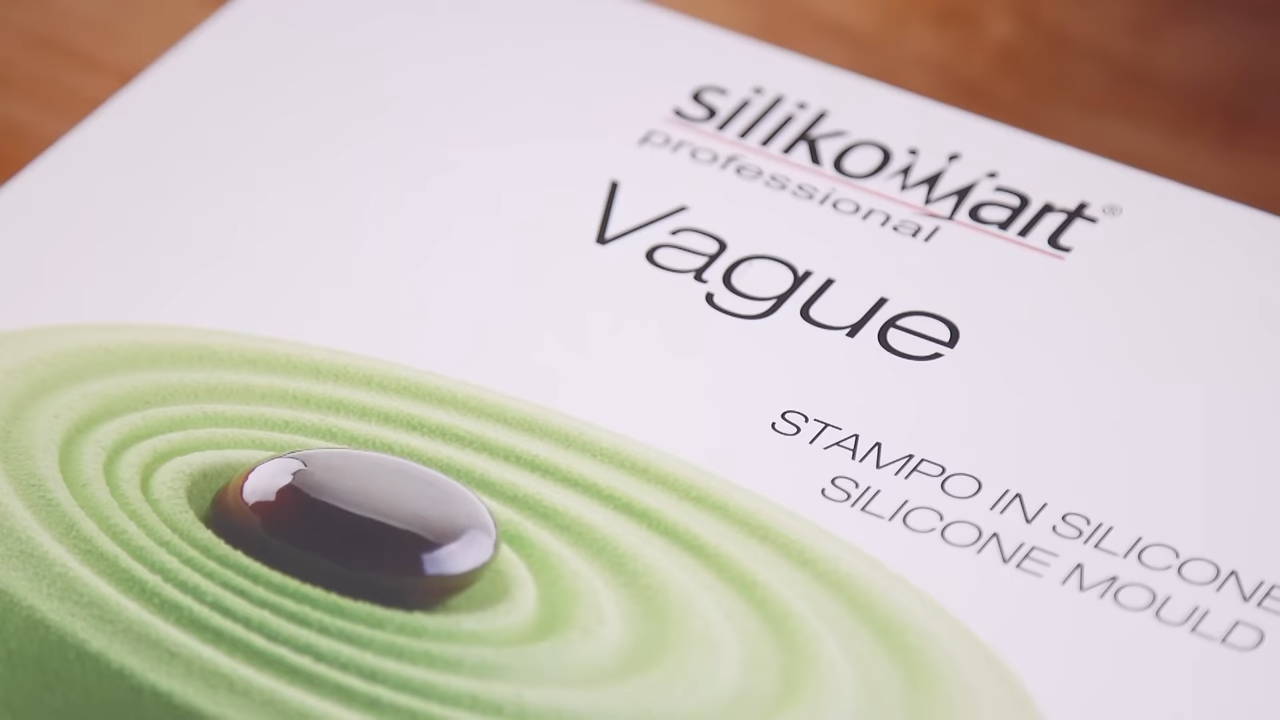 silikomart®
professional
Vague
STAMPO IN SILICONE
SILICONE MOULD